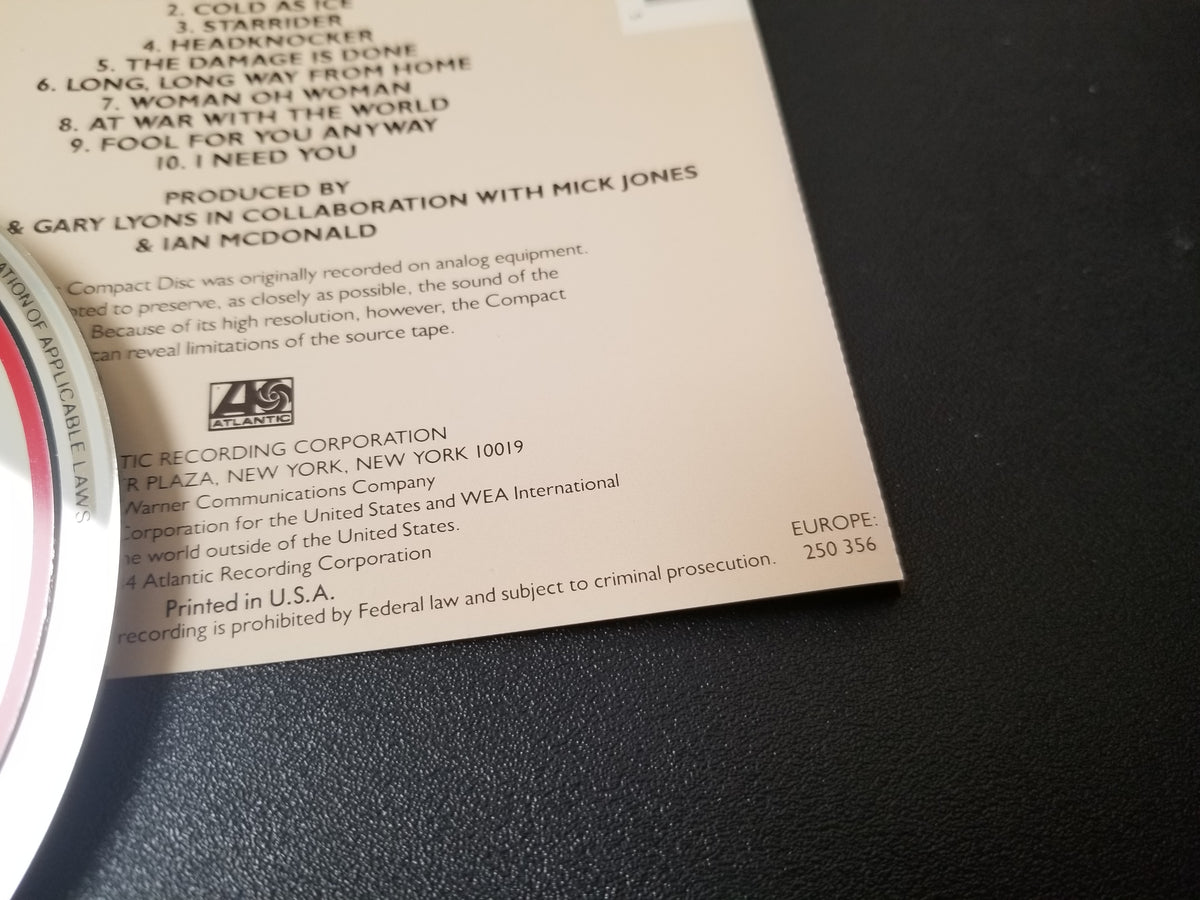 2. COLD AS ICE
3. STARRIDER
4. HEADKNOCKER
5. THE DAMAGE IS DONE
6. LONG, LONG WAY FROM HOME
7. WOMAN OH WOMAN
8. AT WAR WITH THE WORLD
9. FOOL FOR YOU ANYWAY
10. I NEED YOU
PRODUCED BY
& GARY LYONS IN COLLABORATION WITH MICK JONES
& IAN MCDONALD
Compact Disc was originally recorded on analog equipment.
pted to preserve, as closely as possible, the sound of the
Because of its high resolution, however, the Compact
can reveal limitations of the source tape.
ATLANTIC
TIC RECORDING CORPORATION
R PLAZA, NEW YORK, NEW YORK 10019
Warner Communications Company
Corporation for the United States and WEA International
he world outside of the United States.
4 Atlantic Recording Corporation
Printed in U.S.A.
recording is prohibited by Federal law and subject to criminal prosecution.
EUROPE:
250 356
ATION OF APPLICABLE LAWS